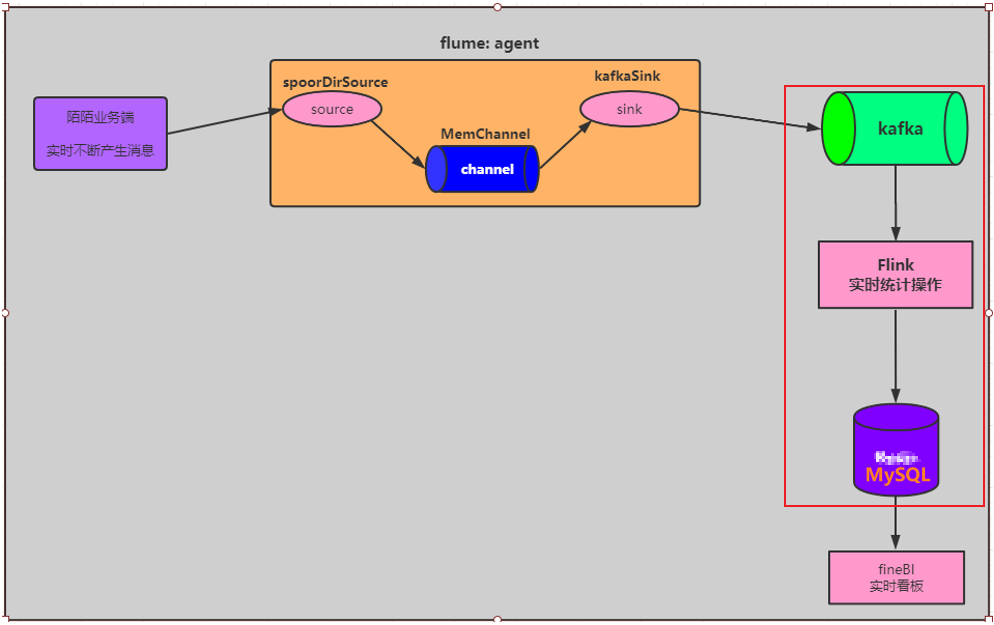 flume: agent
陌陌业务端
实时不断产生消息
spoorDirSource
source
MemChannel
channel
kafkaSink
sink
kafka
Flink
实时统计操作
MySQL
fineBI
实时看板